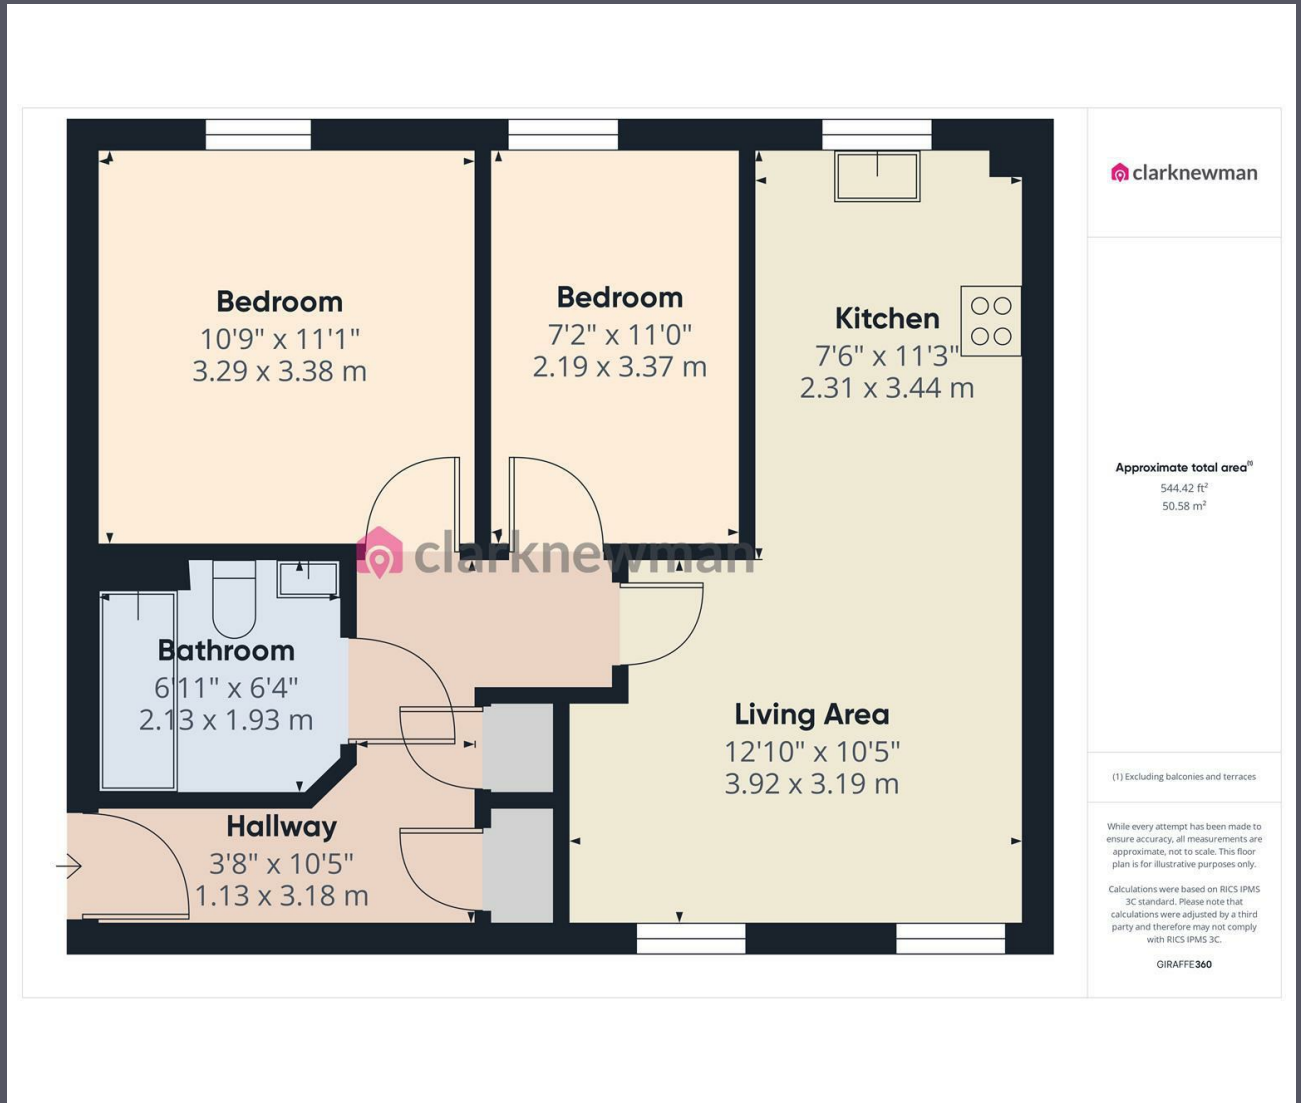 Bedroom
10'9" x 11'1"
3.29 x 3.38 m
Bedroom
7'2" x 11'0"
2.19 x 3.37 m
Kitchen
7'6" x 11'3"
2.31 x 3.44 m
clarknewman
Bathroom
6'11" x 6'4"
2.13 x 1.93 m
Living Area
12'10" x 10'5"
3.92 x 3.19 m
Hallway
3'8" x 10'5"
1.13 x 3.18 m
clarknewman
Approximate total area⁽¹⁾
544.42 ft²
50.58 m²
(1) Excluding balconies and terraces
While every attempt has been made to
ensure accuracy, all measurements are
approximate, not to scale. This floor
plan is for illustrative purposes only.
Calculations were based on RICS IPMS
3C standard. Please note that
calculations were adjusted by a third
party and therefore may not comply
with RICS IPMS 3C.
GIRAFFE360